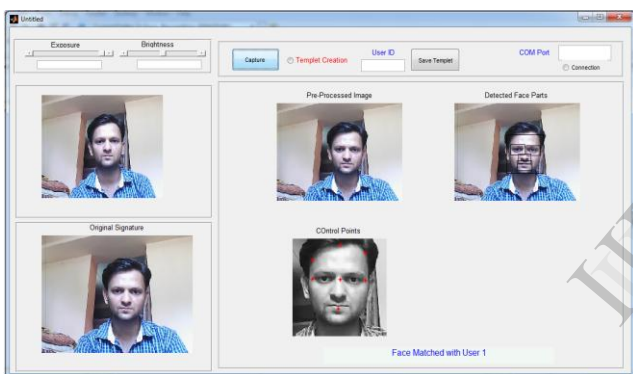 Untitled
Exposure
Brightness
Capture
Templet Creation
User ID
Save Templet
COM Port
Connection
Pre-Processed Image
Detected Face Parts
Original Signature
COntrol Points
Face Matched with User 1